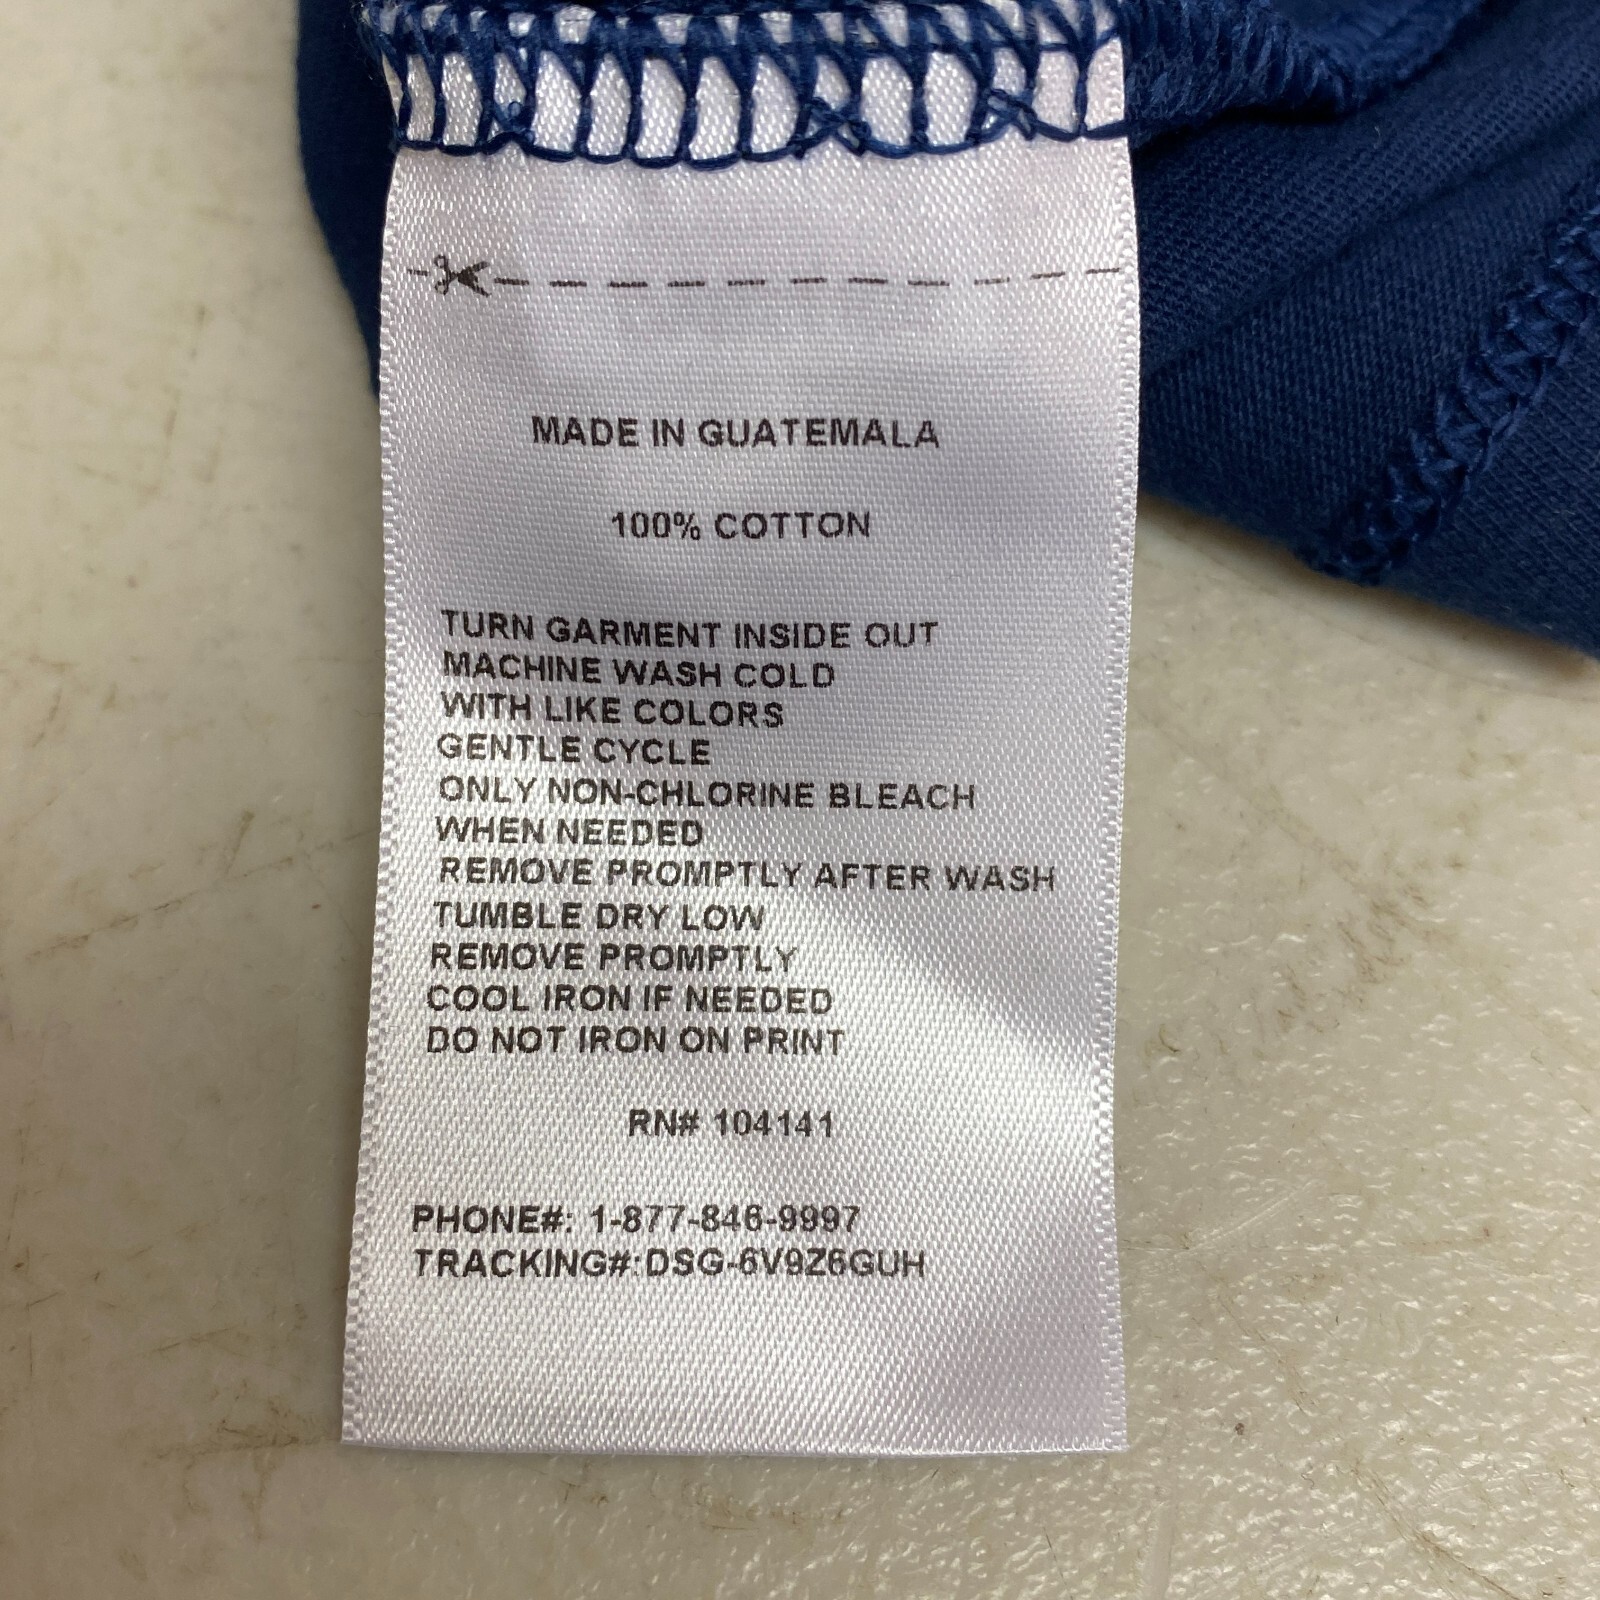 MADE IN GUATEMALA
100% COTTON
TURN GARMENT INSIDE OUT
MACHINE WASH COLD
WITH LIKE COLORS
GENTLE CYCLE
ONLY NON-CHLORINE BLEACH
WHEN NEEDED
REMOVE PROMPTLY AFTER WASH
TUMBLE DRY LOW
REMOVE PROMPTLY
COOL IRON IF NEEDED
DO NOT IRON ON PRINT
RN# 104141
PHONE#: 1-877-846-9997
TRACKING#:DSG-6V9Z6GUH